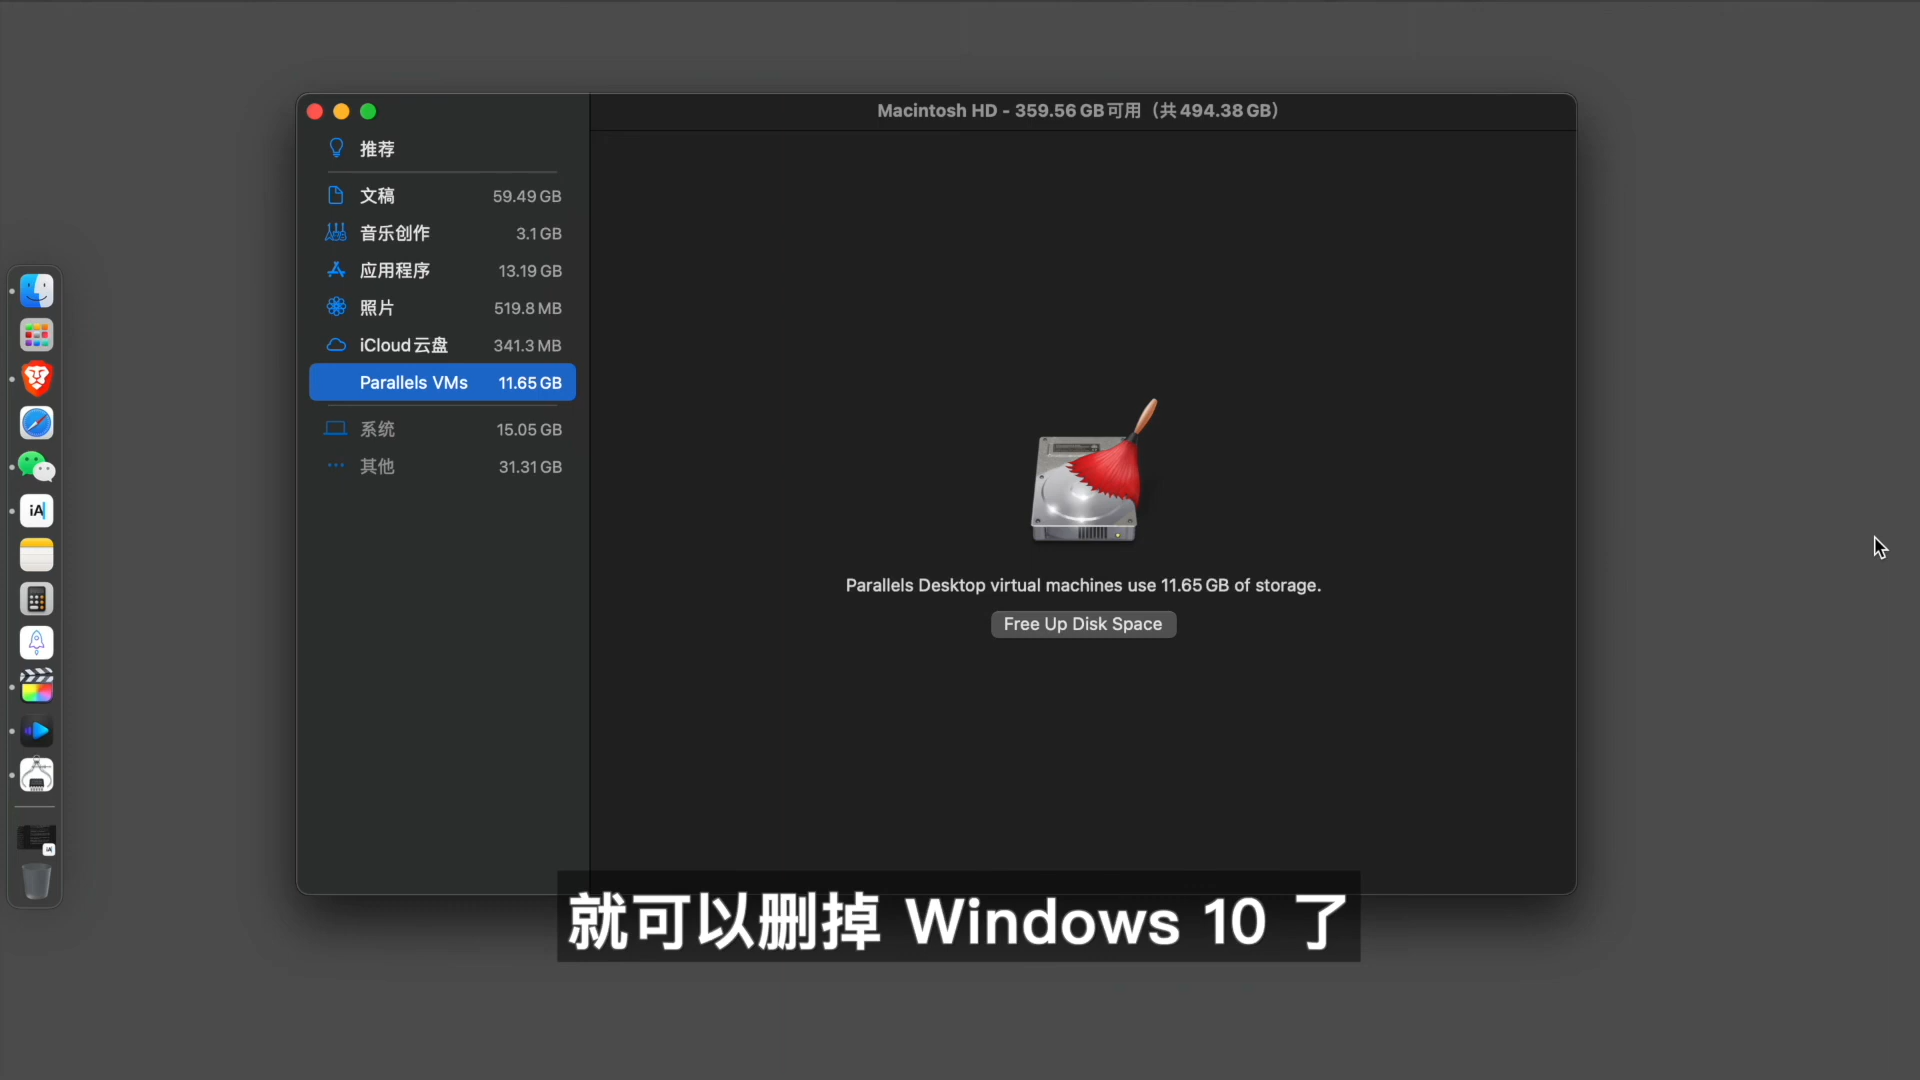 Macintosh HD - 359.56 GB可用（共494.38 GB）
推荐
文稿 59.49 GB
音乐创作 3.1 GB
应用程序 13.19 GB
照片 519.8 MB
iCloud云盘 341.3 MB
Parallels VMs 11.65 GB
系统 15.05 GB
其他 31.31 GB
iA
Parallels Desktop virtual machines use 11.65 GB of storage.
Free Up Disk Space
就可以删掉 Windows 10 了